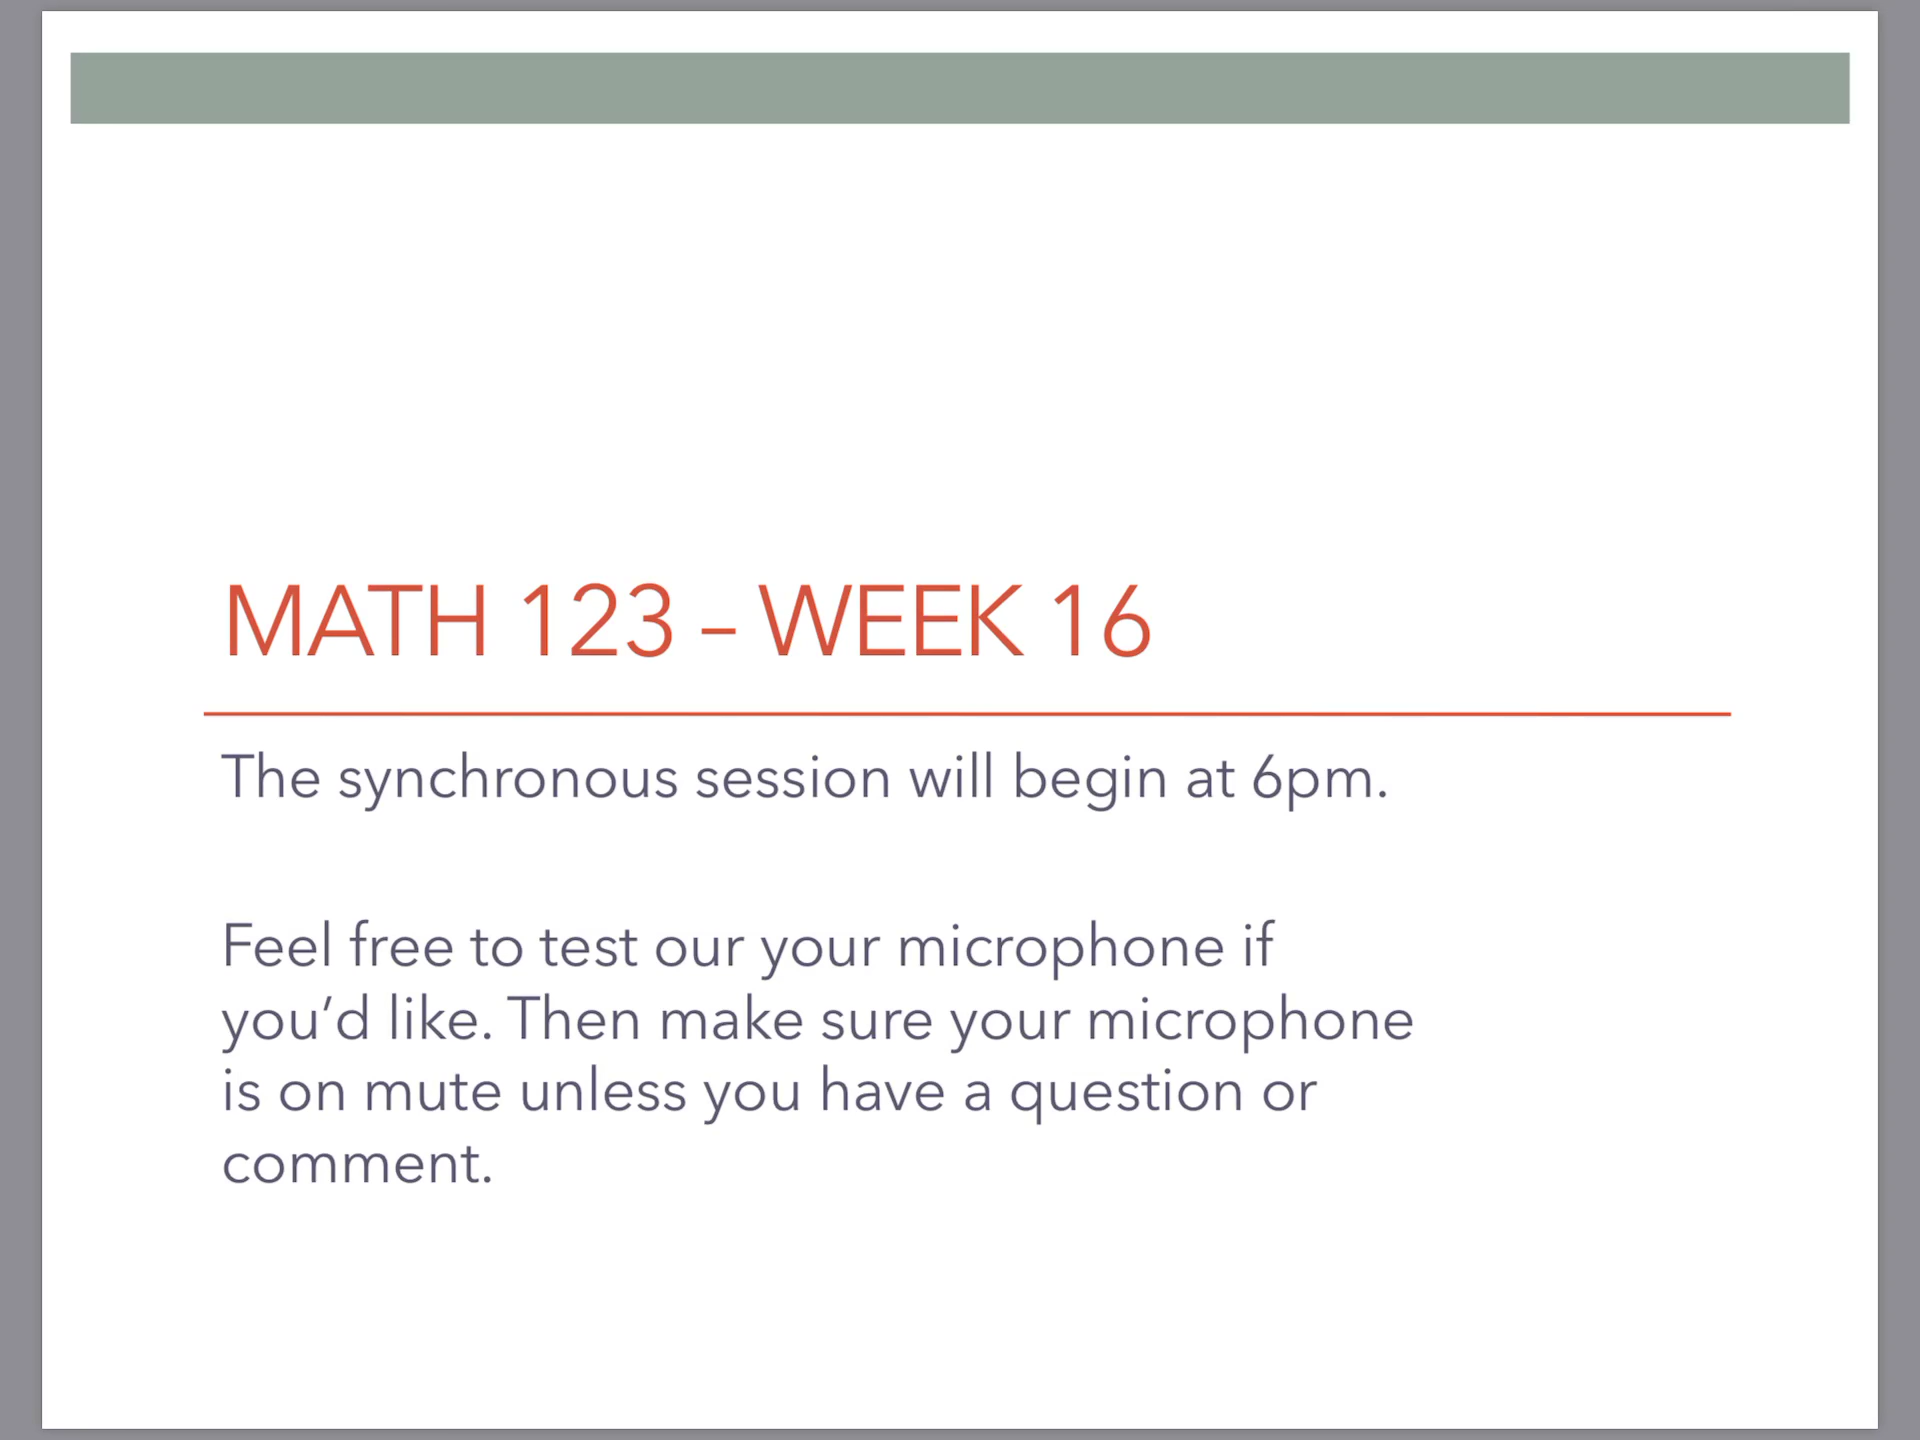 MATH 123 – WEEK 16
The synchronous session will begin at 6pm.
Feel free to test our your microphone if
you’d like. Then make sure your microphone
is on mute unless you have a question or
comment.